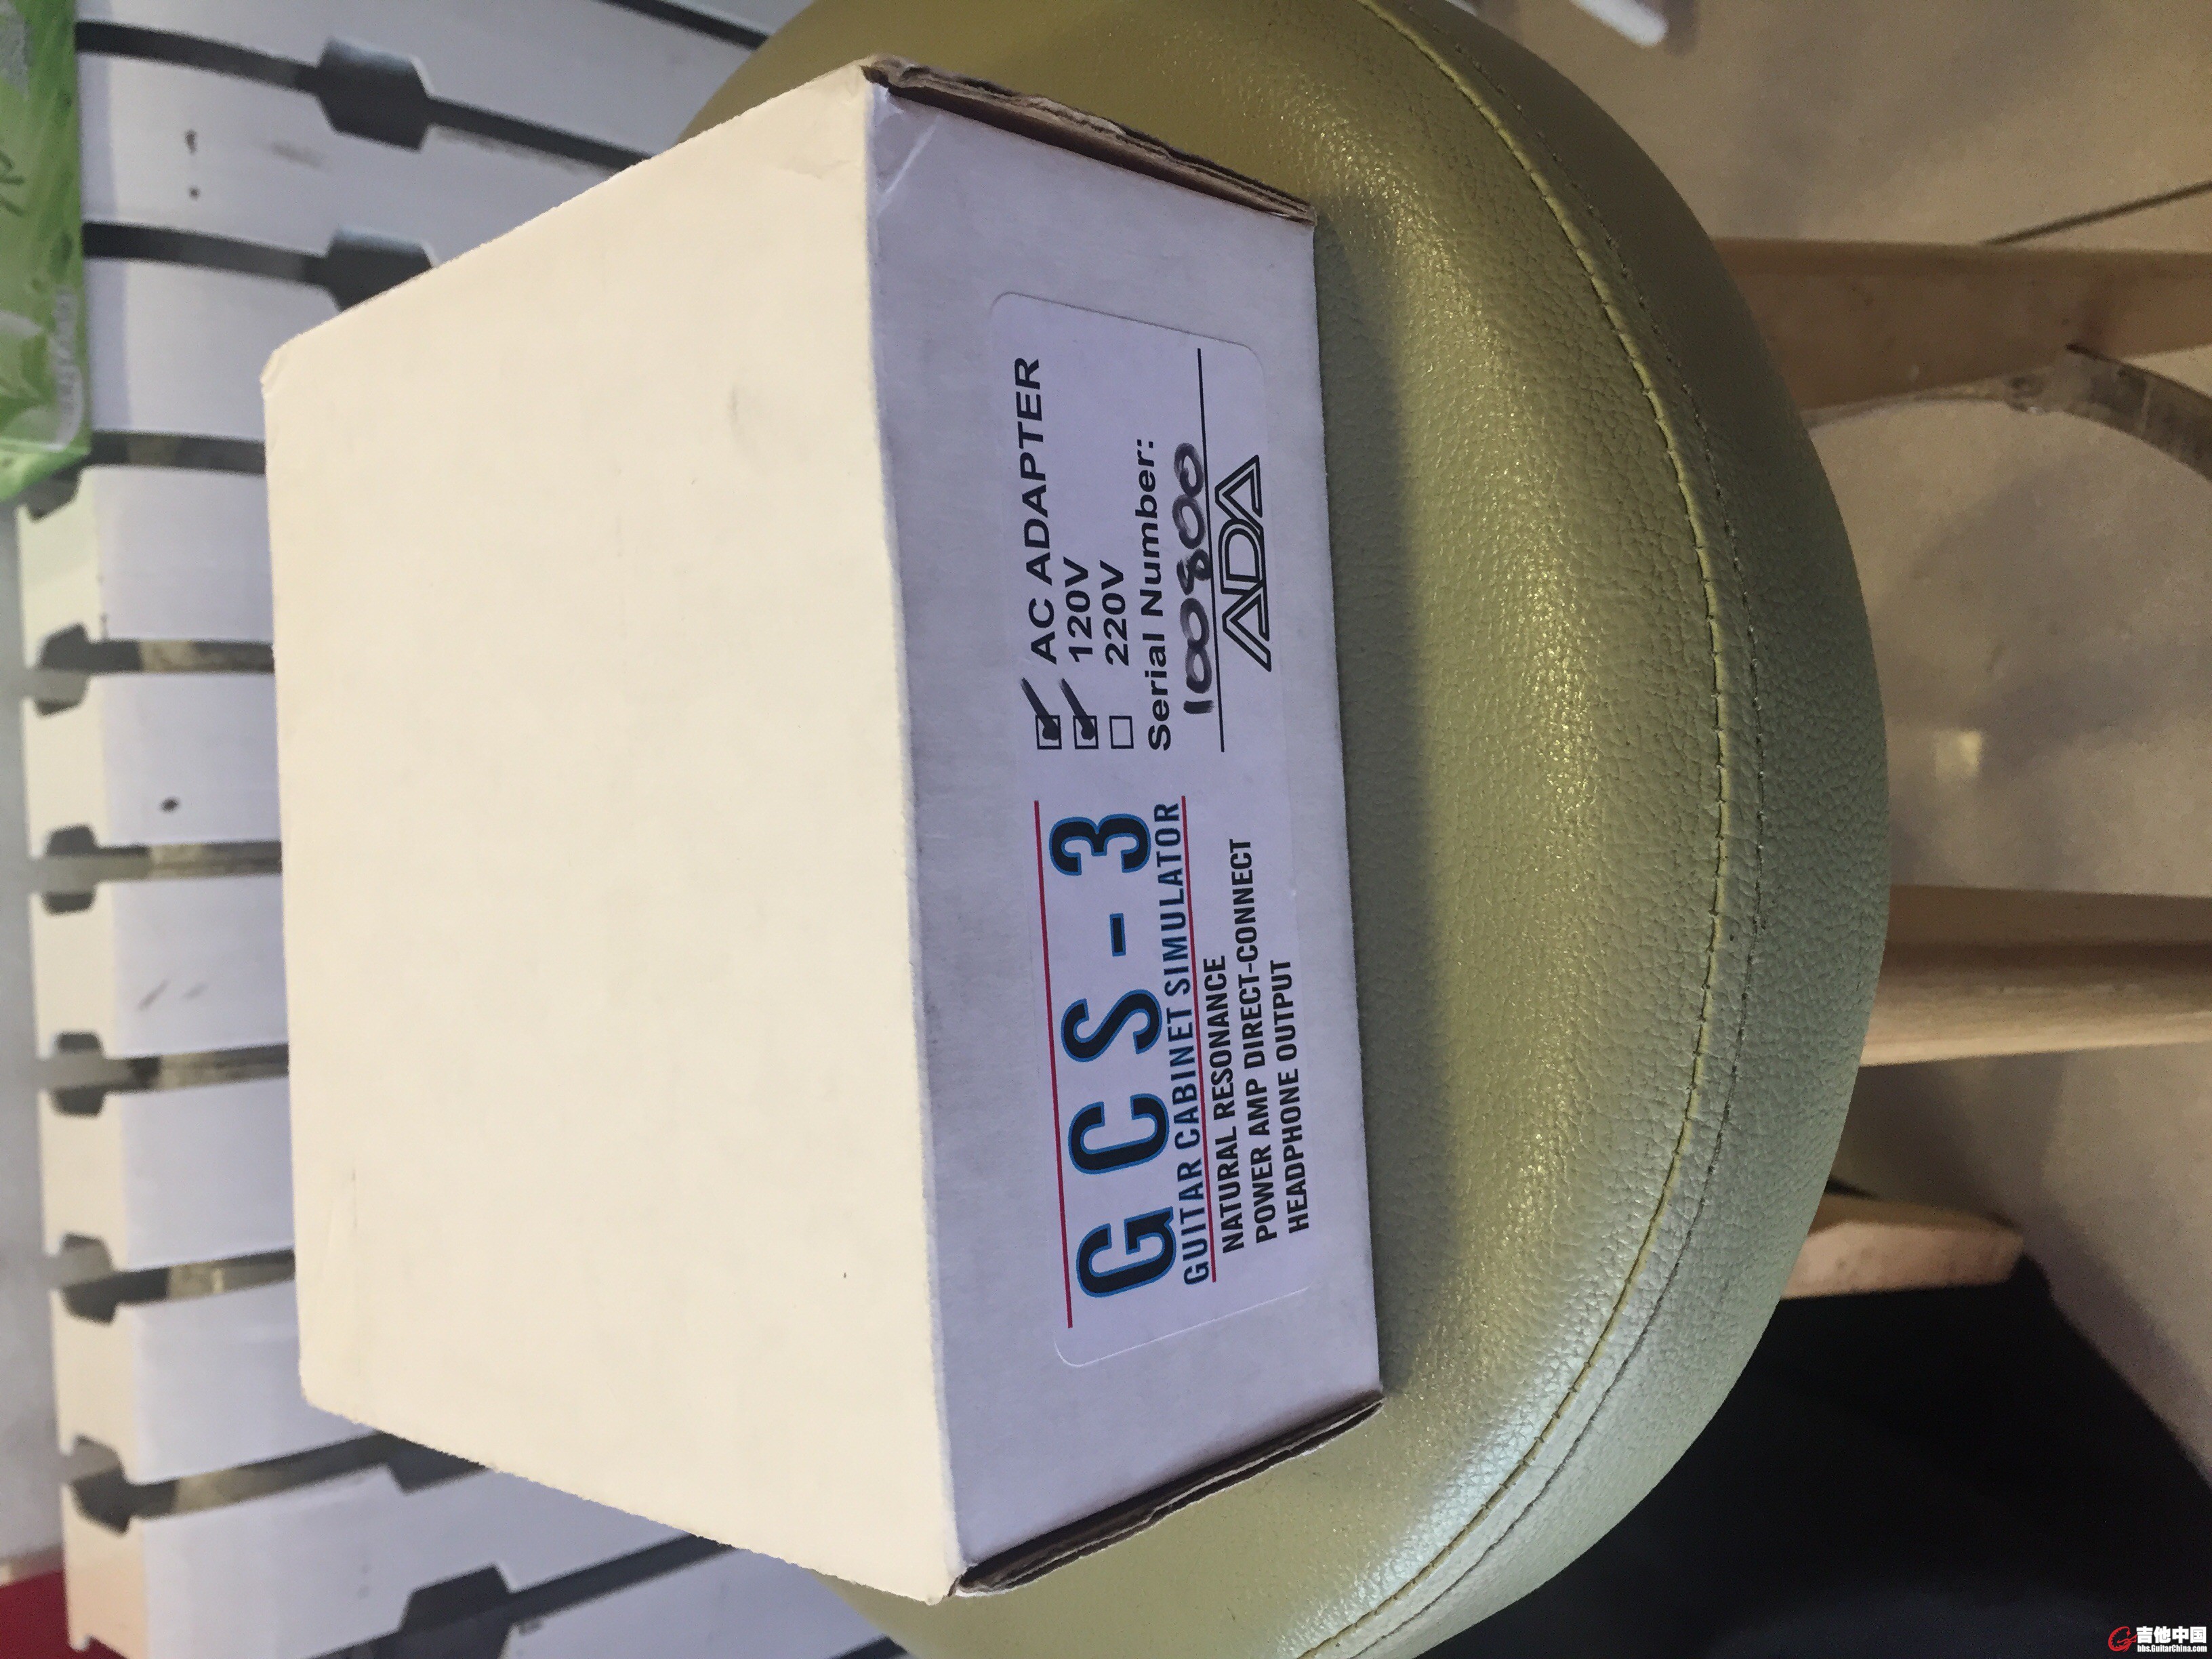 GCS-3
GUITAR CABINET SIMULATOR
NATURAL RESONANCE
POWER AMP DIRECT-CONNECT
HEADPHONE OUTPUT
AC ADAPTER
120V
220V
Serial Number:
100800
ADA
吉他中国
bbs.GuitarChina.com